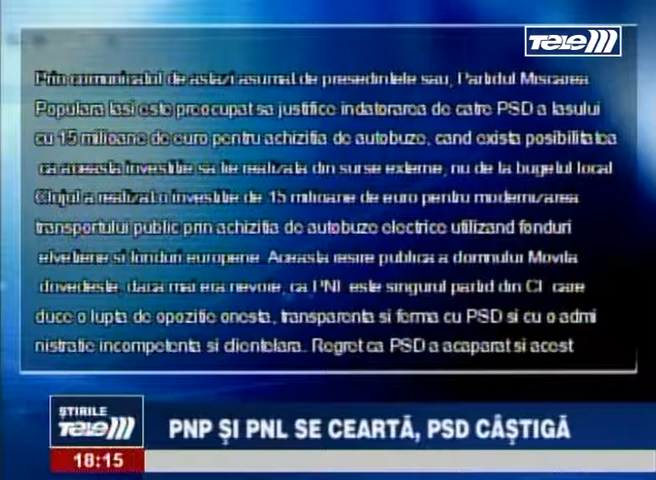 TELE///
Prin comunicatul de astazi asumat de presedintele sau, Partidul Miscarea
Populara Iasi este preocupat sa justifice indatorarea de catre PSD a Iasului
cu 15 milioane de euro pentru achizitia de autobuze, cand exista posibilitatea
ca aceasta investitie sa fie realizata din surse externe, nu de la bugetul local
Clujul a realizat o investitie de 15 milioane de euro pentru modernizarea
transportului public prin achizitia de autobuze electrice utilizand fonduri
elvetiene si fonduri europene. Aceasta iesire publica a domnului Movila
dovedeste, daca mai era nevoie, ca PNL este singurul partid din CL care
duce o lupta de opozitie onesta, transparenta si ferma cu PSD si cu o admi
nistratie incompetenta si clientelara. Regret ca PSD a acaparat si acest
ȘTIRILE
TELE///
PNP ȘI PNL SE CEARTĂ, PSD CÂȘTIGĂ
18:15